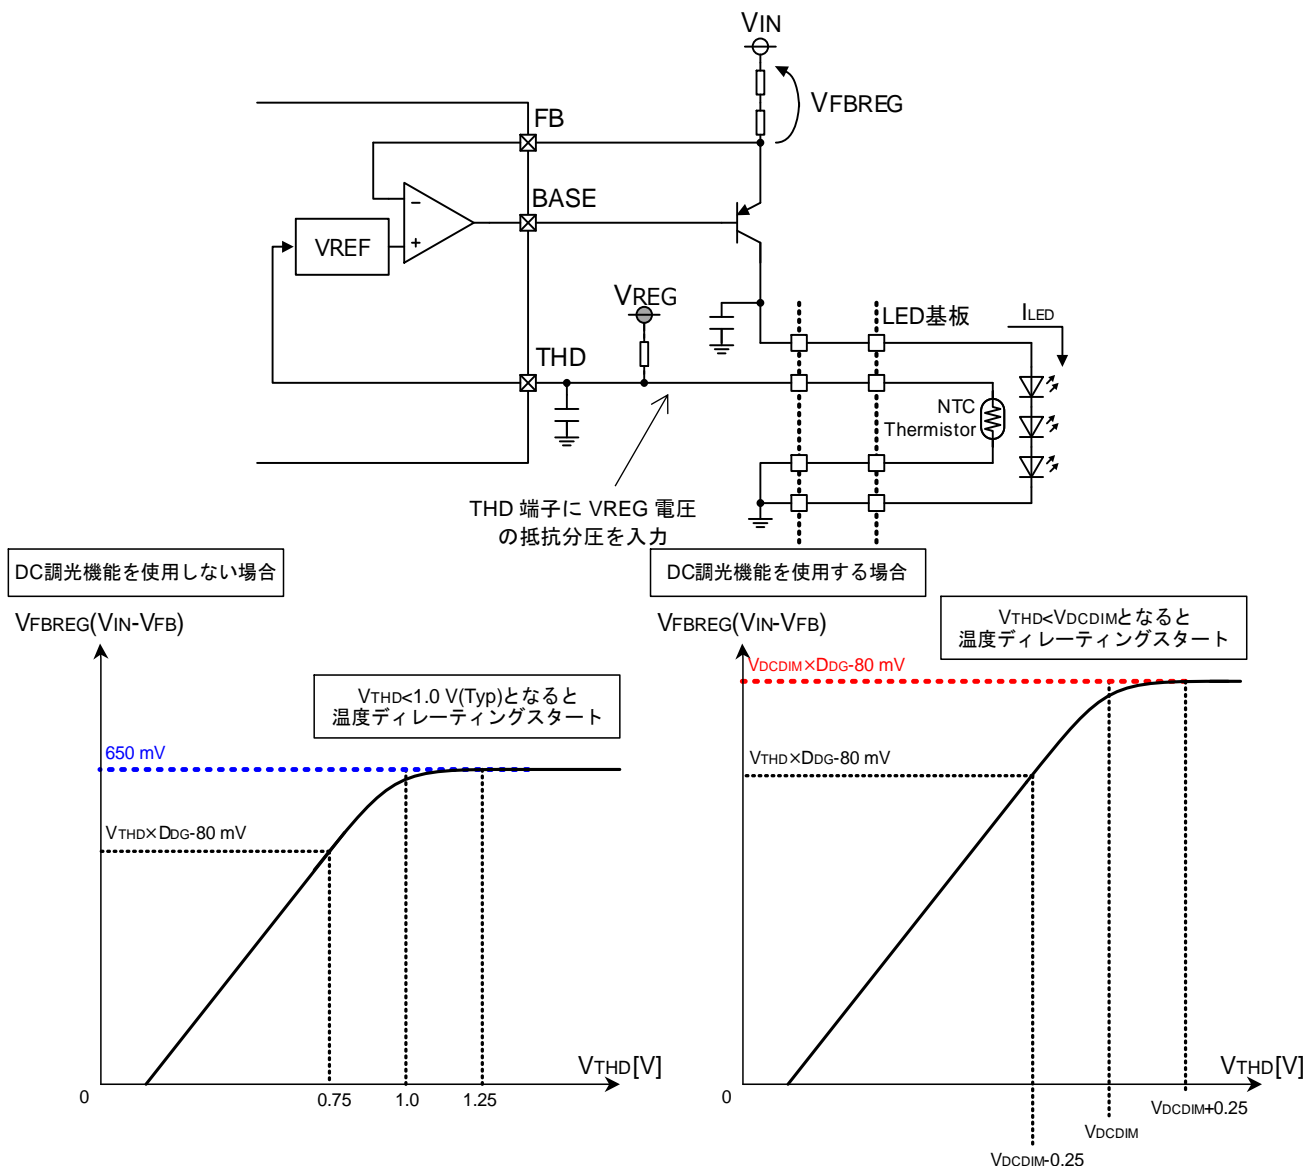 VIN
VFBREG
FB
BASE
−
+
VREF
VREG
THD
LED基板
ILED
NTC
Thermistor
THD 端子に VREG 電圧
の抵抗分圧を入力
DC調光機能を使用しない場合
VFBREG(VIN-VFB)
VTHD<1.0 V(Typ)となると
温度ディレーティングスタート
650 mV
VTHD×DDG-80 mV
VTHD[V]
0
0.75
1.0
1.25
DC調光機能を使用する場合
VFBREG(VIN-VFB)
VTHD<VDCDIMとなると
温度ディレーティングスタート
VDCDIM×DDG-80 mV
VTHD×DDG-80 mV
VTHD[V]
0
VDCDIM+0.25
VDCDIM
VDCDIM-0.25